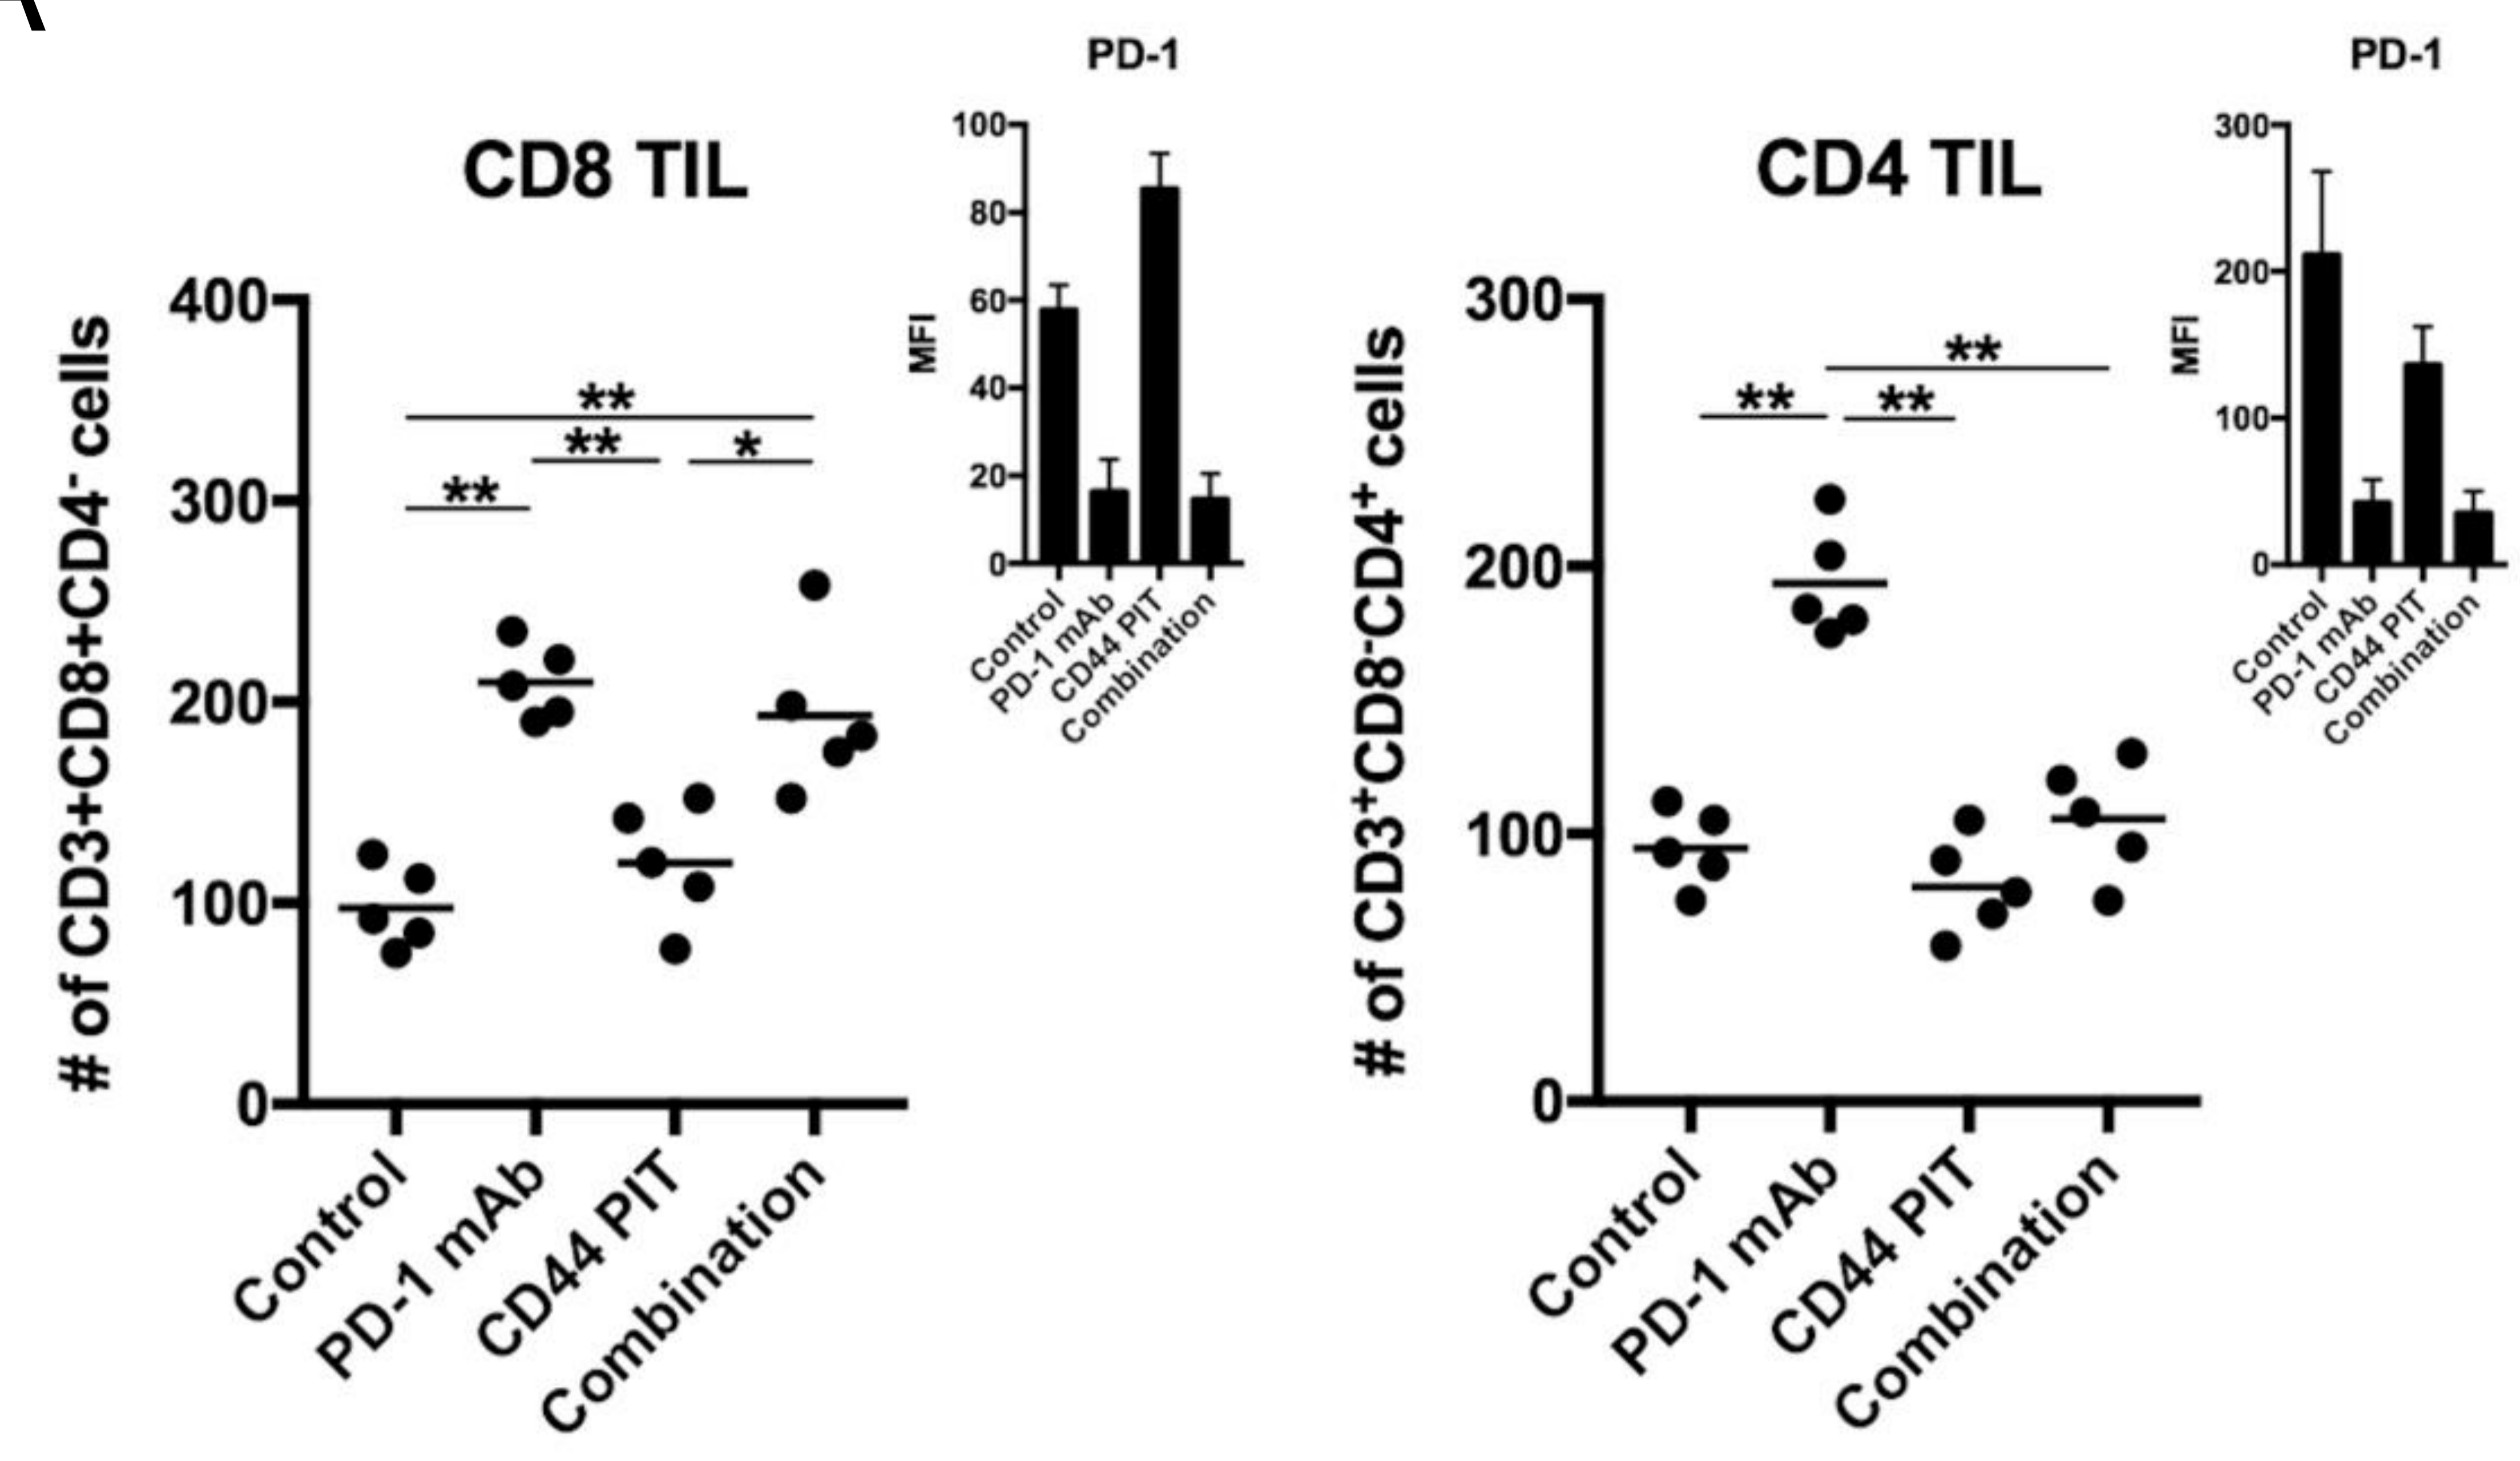 A
CD8 TIL
# of CD3+CD8+CD4- cells
400
300
200
100
0
**
**
*
**
Control
PD-1 mAb
CD44 PIT
Combination
PD-1
MFI
100
80
60
40
20
0
Control
PD-1 mAb
CD44 PIT
Combination
CD4 TIL
# of CD3+CD8-CD4+ cells
300
200
100
0
**
**
**
Control
PD-1 mAb
CD44 PIT
Combination
PD-1
MFI
300
200
100
0
Control
PD-1 mAb
CD44 PIT
Combination